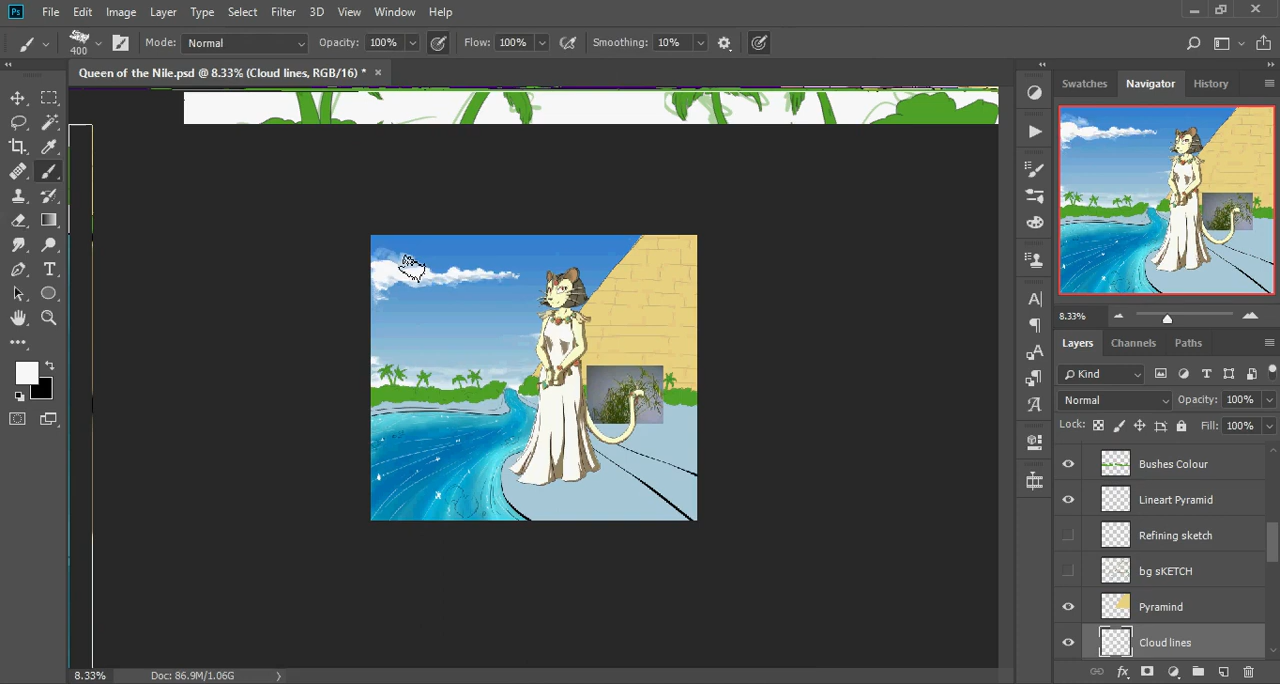 Ps File Edit Image Layer Type Select Filter 3D View Window Help
400 Mode: Normal Opacity: 100% Flow: 100% Smoothing: 10%
Queen of the Nile.psd @ 8.33% (Cloud lines, RGB/16) * ×
Swatches Navigator History
8.33%
Layers Channels Paths
Kind
Normal Opacity: 100%
Lock: Fill: 100%
Bushes Colour
Lineart Pyramid
Refining sketch
bg sKETCH
Pyramind
Cloud lines
8.33% Doc: 86.9M/1.06G